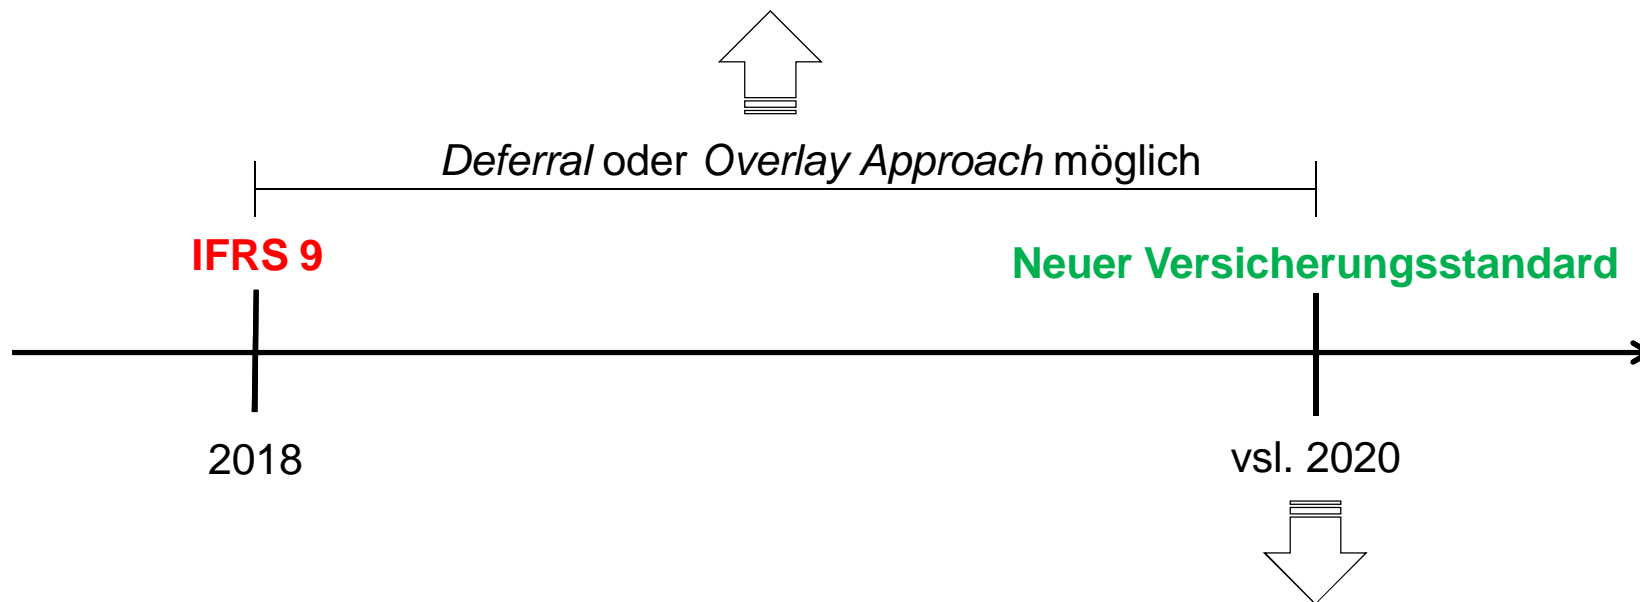 Deferral oder Overlay Approach möglich
IFRS 9
Neuer Versicherungsstandard
2018
vsl. 2020